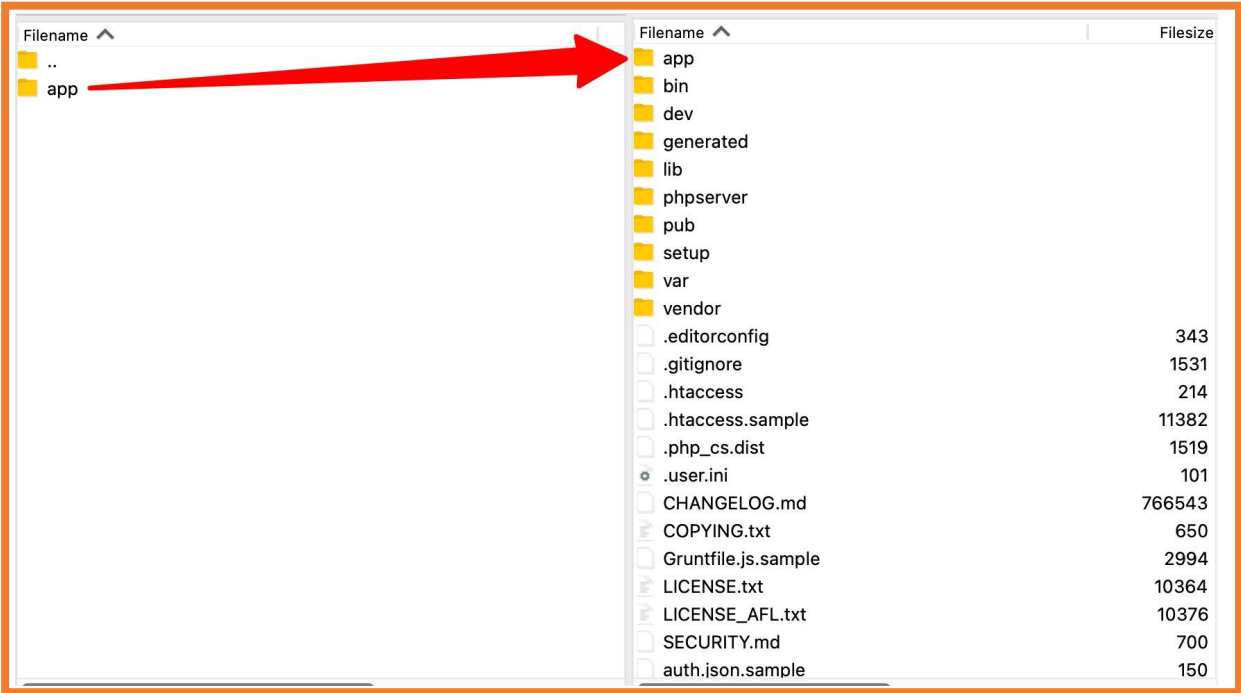 Filename
..
app
Filename Filesize
app
bin
dev
generated
lib
phpserver
pub
setup
var
vendor
.editorconfig 343
.gitignore 1531
.htaccess 214
.htaccess.sample 11382
.php_cs.dist 1519
.user.ini 101
CHANGELOG.md 766543
COPYING.txt 650
Gruntfile.js.sample 2994
LICENSE.txt 10364
LICENSE_AFL.txt 10376
SECURITY.md 700
auth.json.sample 150